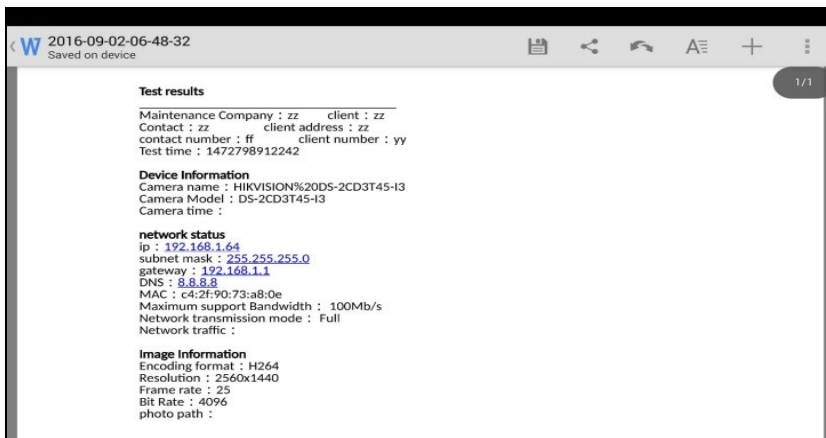 W 2016-09-02-06-48-32
Saved on device
A
1/1
Test results
Maintenance Company：zz client：zz
Contact：zz client address：zz
contact number：ff client number：yy
Test time：1472798912242
Device Information
Camera name：HIKVISION%20DS-2CD3T45-I3
Camera Model：DS-2CD3T45-I3
Camera time：
network status
ip：192.168.1.64
subnet mask：255.255.255.0
gateway：192.168.1.1
DNS：8.8.8.8
MAC：c4:2f:90:73:a8:0e
Maximum support Bandwidth：100Mb/s
Network transmission mode：Full
Network traffic：
Image Information
Encoding format：H264
Resolution：2560x1440
Frame rate：25
Bit Rate：4096
photo path：